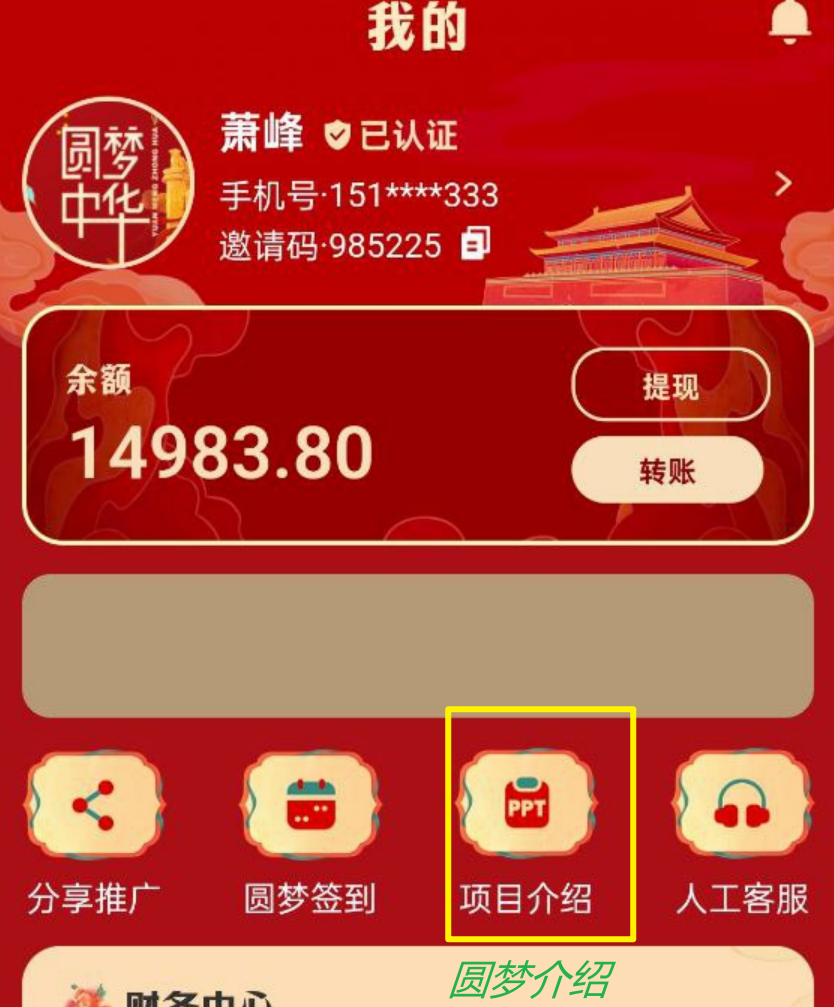 我的
圆梦
中华
YUAN MENG ZHONG HUA
萧峰 已认证
手机号·151****333
邀请码·985225
余额
14983.80
提现
转账
PPT
分享推广 圆梦签到 项目介绍 人工客服
圆梦介绍
财务中心